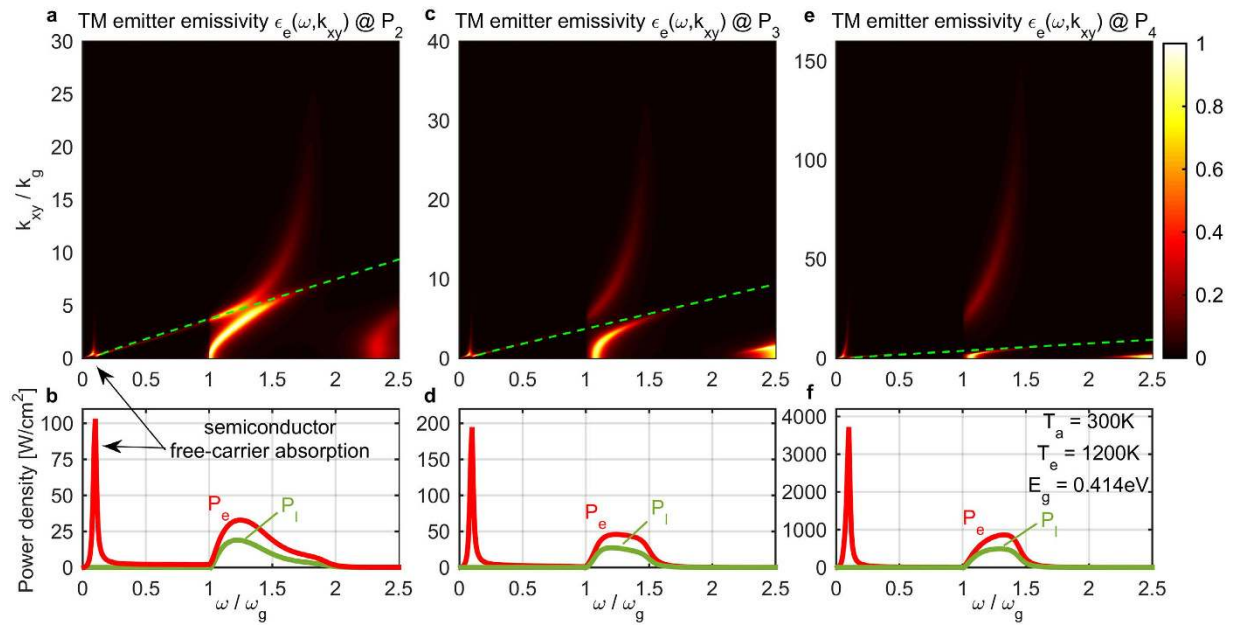 a TM emitter emissivity ϵe(ω,kxy) @ P2
c TM emitter emissivity ϵe(ω,kxy) @ P3
e TM emitter emissivity ϵe(ω,kxy) @ P4
kxy / kg
30
25
20
15
10
5
0
0 0.5 1 1.5 2 2.5
40
30
20
10
0
0 0.5 1 1.5 2 2.5
150
100
50
0
0 0.5 1 1.5 2 2.5
1
0.8
0.6
0.4
0.2
0
b
Power density [W/cm2]
100
75
50
25
0
semiconductor
free-carrier absorption
Pe
Pl
0 0.5 1 1.5 2 2.5
ω / ωg
d
200
150
100
50
0
Pe
Pl
0 0.5 1 1.5 2 2.5
ω / ωg
f
4000
3000
2000
1000
0
Ta = 300K
Te = 1200K
Eg = 0.414eV
Pe
Pl
0 0.5 1 1.5 2 2.5
ω / ωg